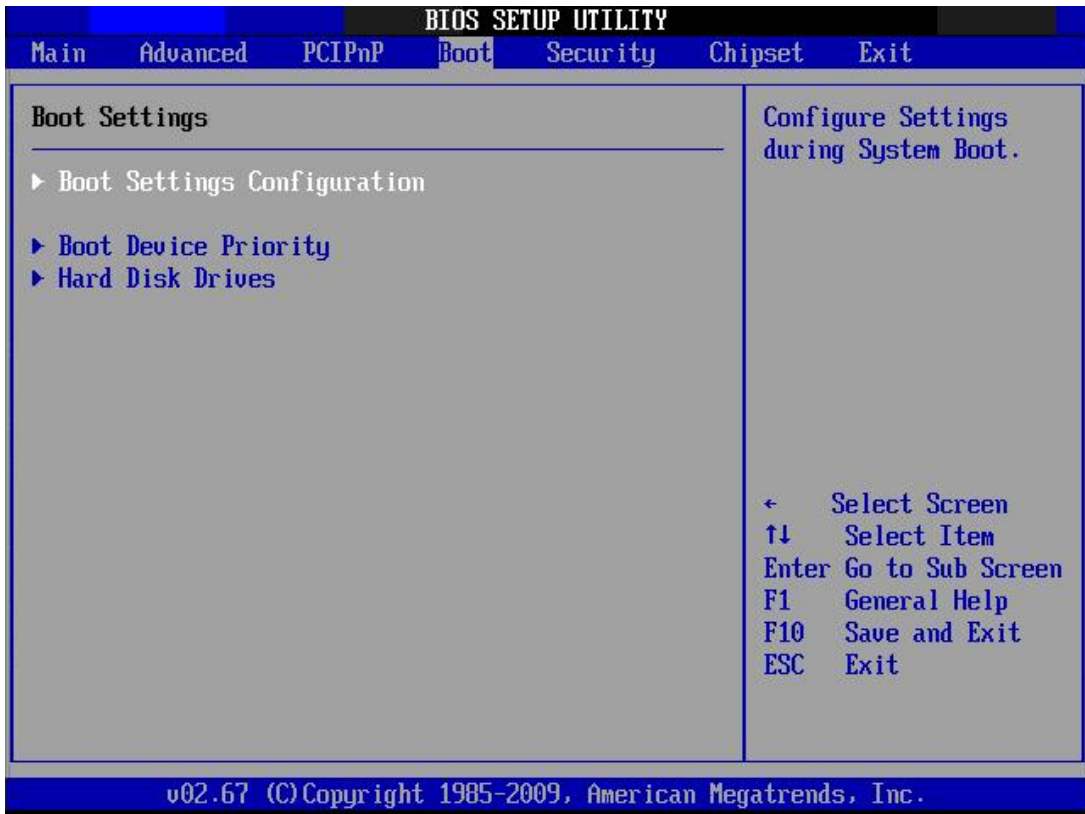 BIOS SETUP UTILITY
Main Advanced PCIPnP Boot Security Chipset Exit
Boot Settings
▶ Boot Settings Configuration
▶ Boot Device Priority
▶ Hard Disk Drives
Configure Settings
during System Boot.
← Select Screen
↑↓ Select Item
Enter Go to Sub Screen
F1 General Help
F10 Save and Exit
ESC Exit
v02.67 (C)Copyright 1985-2009, American Megatrends, Inc.